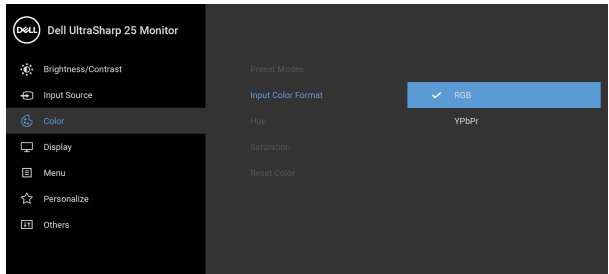 DELL Dell UltraSharp 25 Monitor
Brightness/Contrast
Preset Modes
Input Source
Input Color Format
RGB
Color
Hue
YPbPr
Display
Saturation
Menu
Reset Color
Personalize
Others